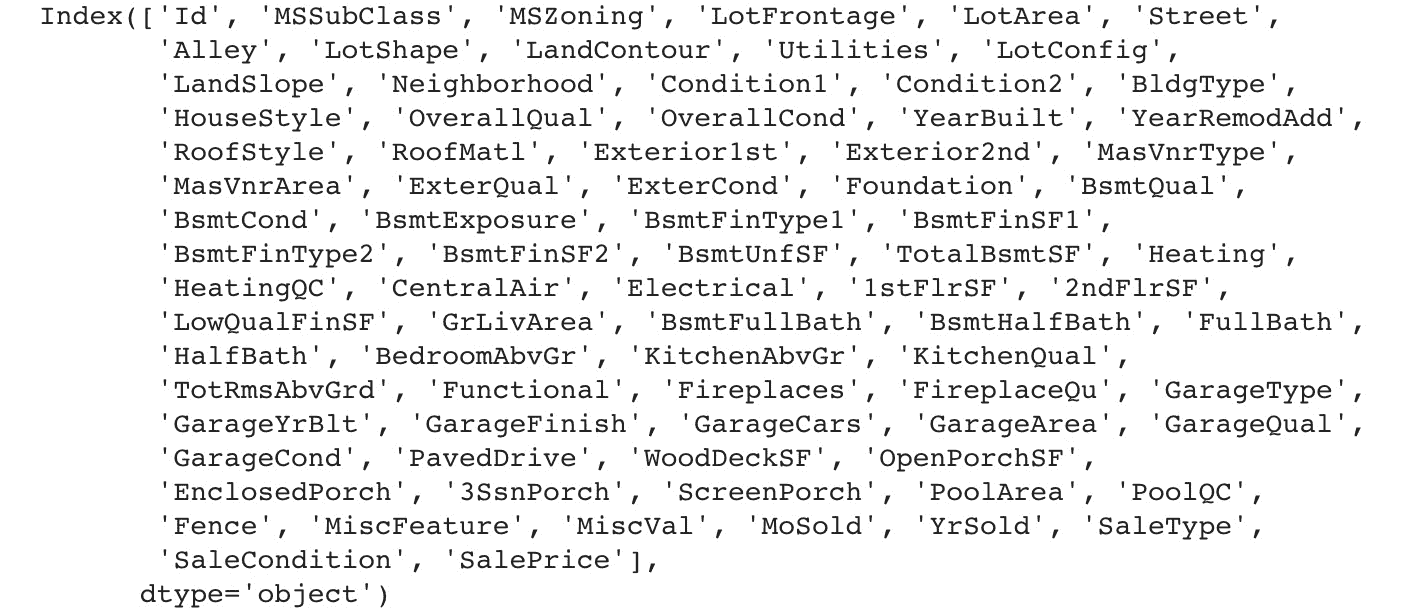 Index(['Id', 'MSSubClass', 'MSZoning', 'LotFrontage', 'LotArea', 'Street',
'Alley', 'LotShape', 'LandContour', 'Utilities', 'LotConfig',
'LandSlope', 'Neighborhood', 'Condition1', 'Condition2', 'BldgType',
'HouseStyle', 'OverallQual', 'OverallCond', 'YearBuilt', 'YearRemodAdd',
'RoofStyle', 'RoofMatl', 'Exterior1st', 'Exterior2nd', 'MasVnrType',
'MasVnrArea', 'ExterQual', 'ExterCond', 'Foundation', 'BsmtQual',
'BsmtCond', 'BsmtExposure', 'BsmtFinType1', 'BsmtFinSF1',
'BsmtFinType2', 'BsmtFinSF2', 'BsmtUnfSF', 'TotalBsmtSF', 'Heating',
'HeatingQC', 'CentralAir', 'Electrical', '1stFlrSF', '2ndFlrSF',
'LowQualFinSF', 'GrLivArea', 'BsmtFullBath', 'BsmtHalfBath', 'FullBath',
'HalfBath', 'BedroomAbvGr', 'KitchenAbvGr', 'KitchenQual',
'TotRmsAbvGrd', 'Functional', 'Fireplaces', 'FireplaceQu', 'GarageType',
'GarageYrBlt', 'GarageFinish', 'GarageCars', 'GarageArea', 'GarageQual',
'GarageCond', 'PavedDrive', 'WoodDeckSF', 'OpenPorchSF',
'EnclosedPorch', '3SsnPorch', 'ScreenPorch', 'PoolArea', 'PoolQC',
'Fence', 'MiscFeature', 'MiscVal', 'MoSold', 'YrSold', 'SaleType',
'SaleCondition', 'SalePrice'],
dtype='object')